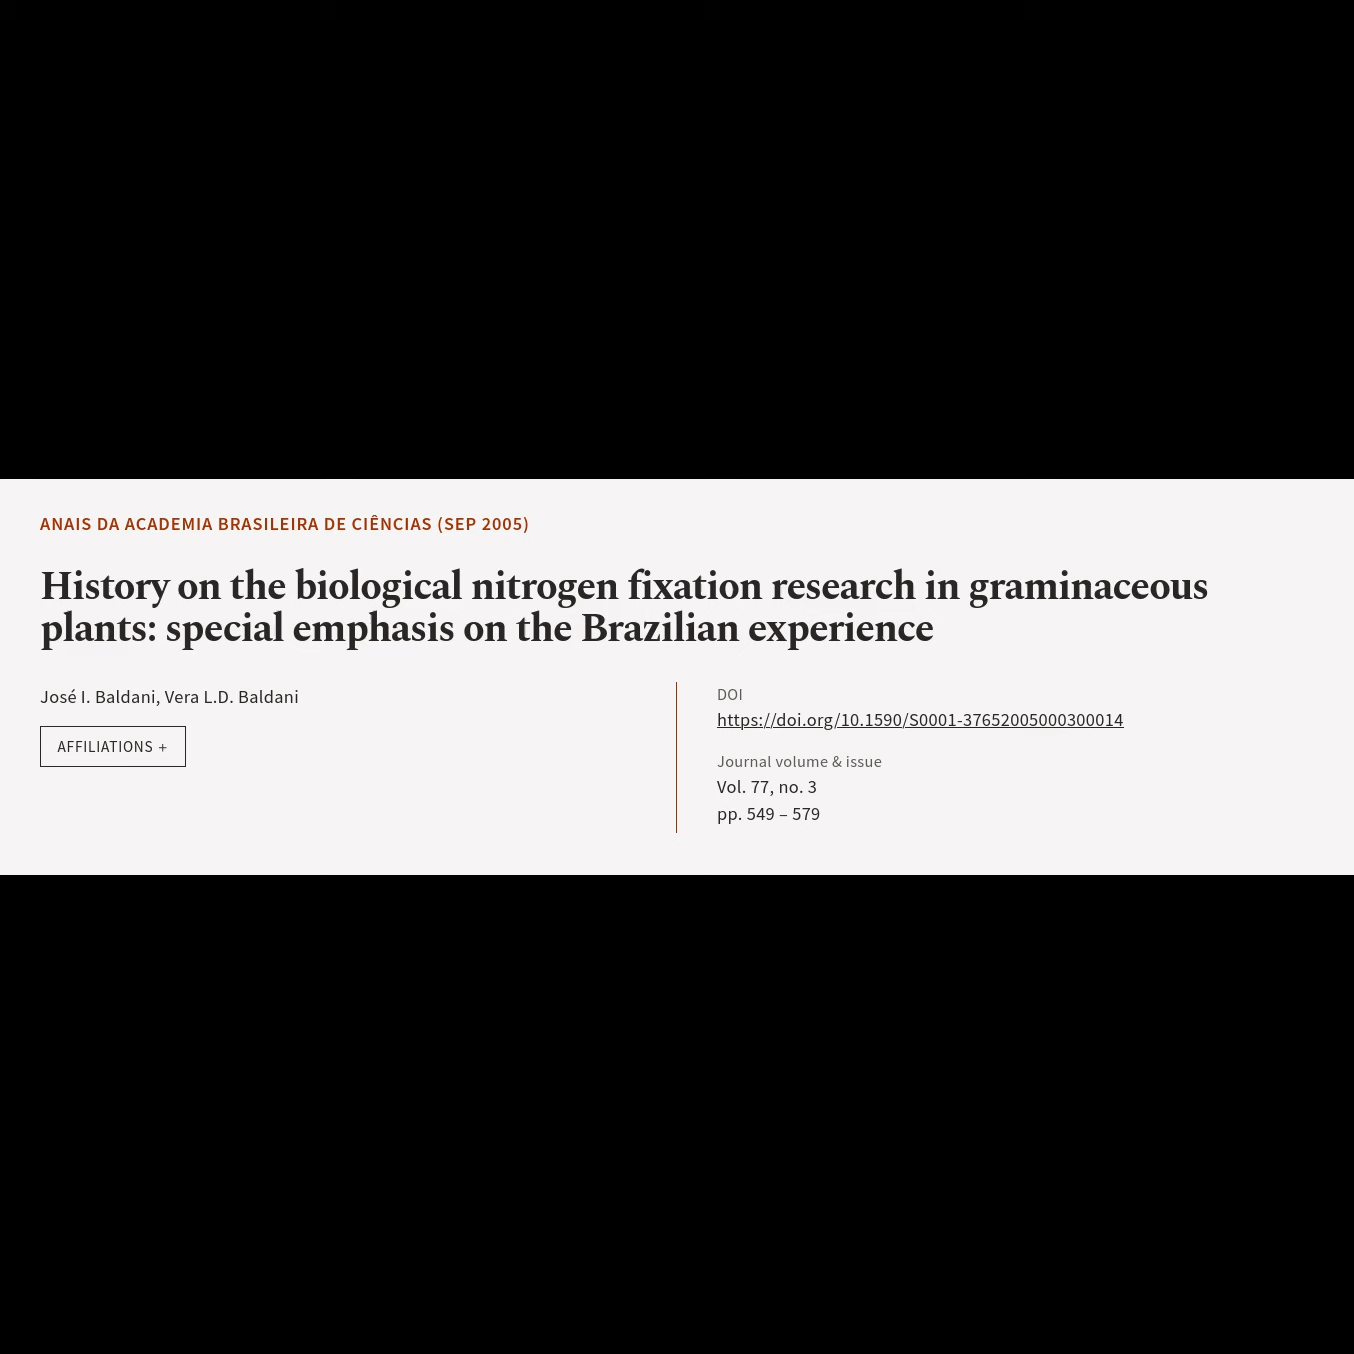 ANAIS DA ACADEMIA BRASILEIRA DE CIÊNCIAS (SEP 2005)
History on the biological nitrogen fixation research in graminaceous
plants: special emphasis on the Brazilian experience
José I. Baldani, Vera L.D. Baldani
AFFILIATIONS +
DOI
https://doi.org/10.1590/S0001-37652005000300014
Journal volume & issue
Vol. 77, no. 3
pp. 549 – 579